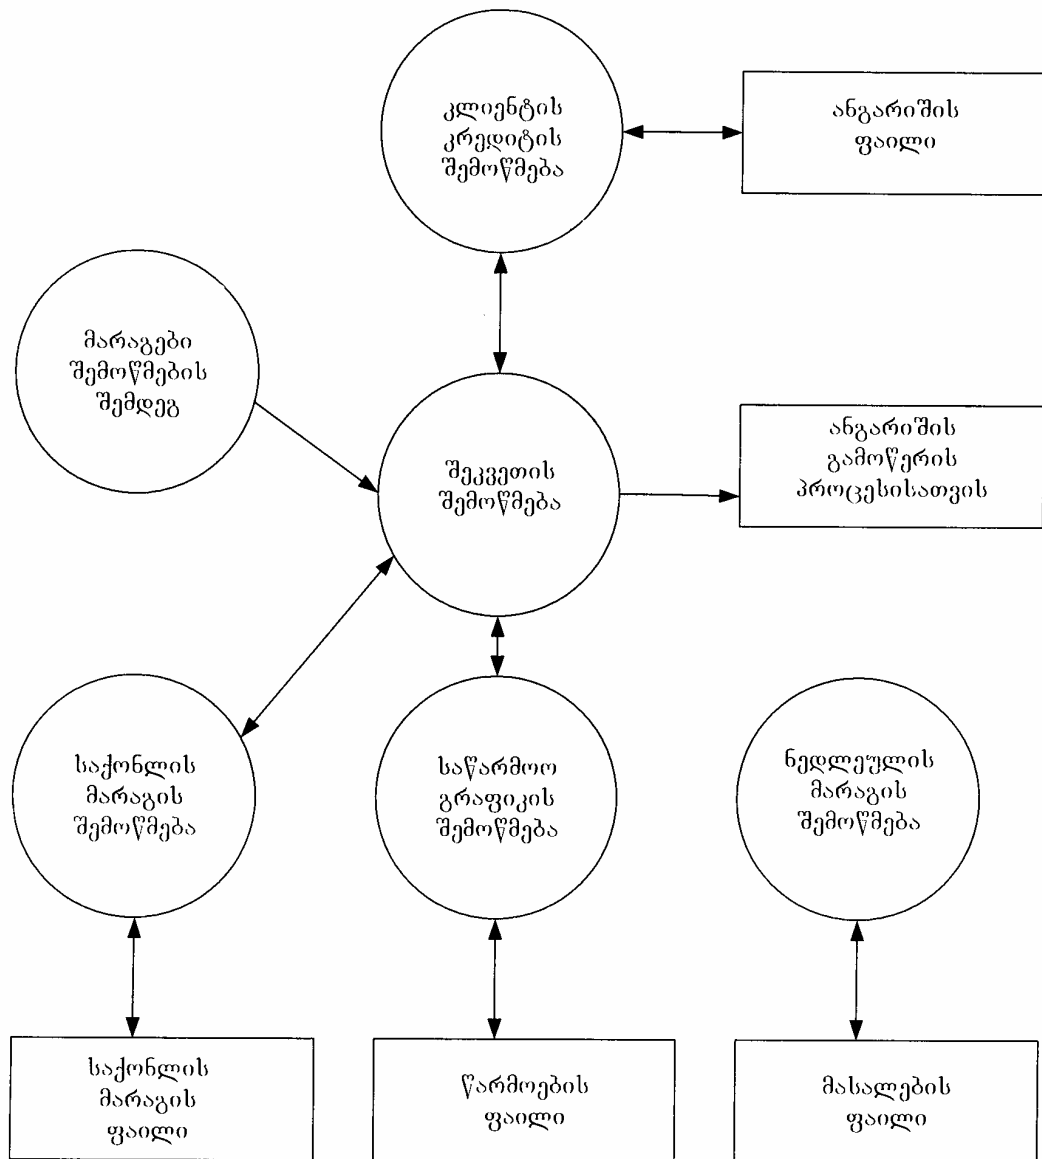 კლიენტის
კრედიტის
შემოწმება
ანგარიშის
ფაილი
მარაგები
შემოწმების
შემდეგ
შეკვეთის
შემოწმება
ანგარიშის
გამოწერის
პროცესისათვის
საქონლის
მარაგის
შემოწმება
საწარმოო
გრაფიკის
შემოწმება
ნედლეულის
მარაგის
შემოწმება
საქონლის
მარაგის
ფაილი
წარმოების
ფაილი
მასალების
ფაილი